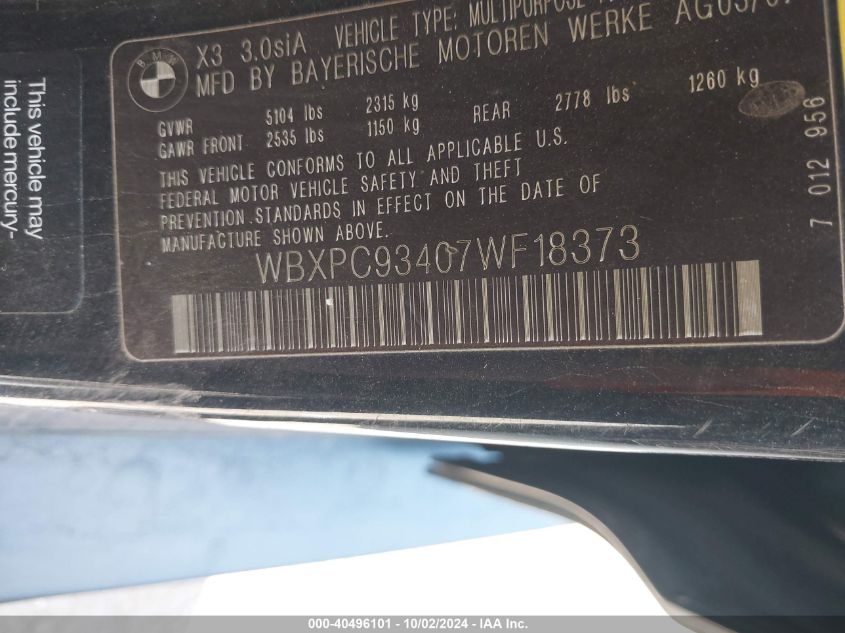 This vehicle may
include mercury-
BMW
X3 3.0siA VEHICLE TYPE: MULTIPURPOSE
MFD BY BAYERISCHE MOTOREN WERKE AG
GVWR 5104 lbs 2315 kg
GAWR FRONT 2535 lbs 1150 kg REAR 2778 lbs 1260 kg
THIS VEHICLE CONFORMS TO ALL APPLICABLE U.S.
FEDERAL MOTOR VEHICLE SAFETY AND THEFT
PREVENTION STANDARDS IN EFFECT ON THE DATE OF
MANUFACTURE SHOWN ABOVE.
WBXPC93407WF18373
7 012 956
000-40496101 - 10/02/2024 - IAA Inc.